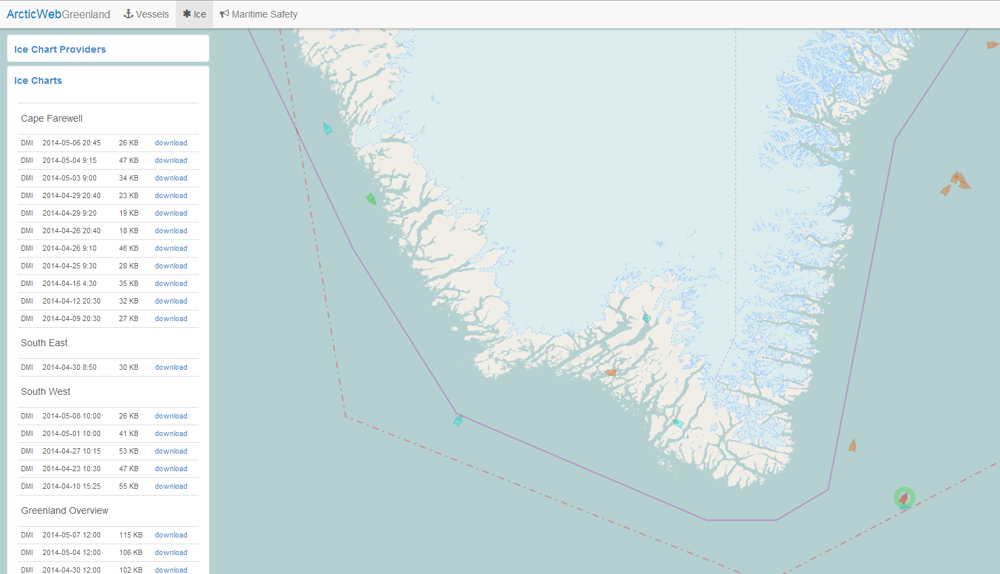 ArcticWebGreenland Vessels Ice Maritime Safety
Ice Chart Providers
Ice Charts
Cape Farewell
DMI 2014-05-06 20:45 26 KB download
DMI 2014-05-04 9:15 47 KB download
DMI 2014-05-03 9:00 34 KB download
DMI 2014-04-29 20:40 23 KB download
DMI 2014-04-29 9:20 19 KB download
DMI 2014-04-26 20:40 18 KB download
DMI 2014-04-26 9:10 46 KB download
DMI 2014-04-25 9:30 28 KB download
DMI 2014-04-16 4:30 35 KB download
DMI 2014-04-12 20:30 32 KB download
DMI 2014-04-09 20:30 27 KB download
South East
DMI 2014-04-30 8:50 30 KB download
South West
DMI 2014-05-08 10:00 26 KB download
DMI 2014-05-01 10:00 41 KB download
DMI 2014-04-27 10:15 53 KB download
DMI 2014-04-23 10:30 47 KB download
DMI 2014-04-10 15:25 55 KB download
Greenland Overview
DMI 2014-05-07 12:00 115 KB download
DMI 2014-05-04 12:00 106 KB download
DMI 2014-04-30 12:00 102 KB download
AW